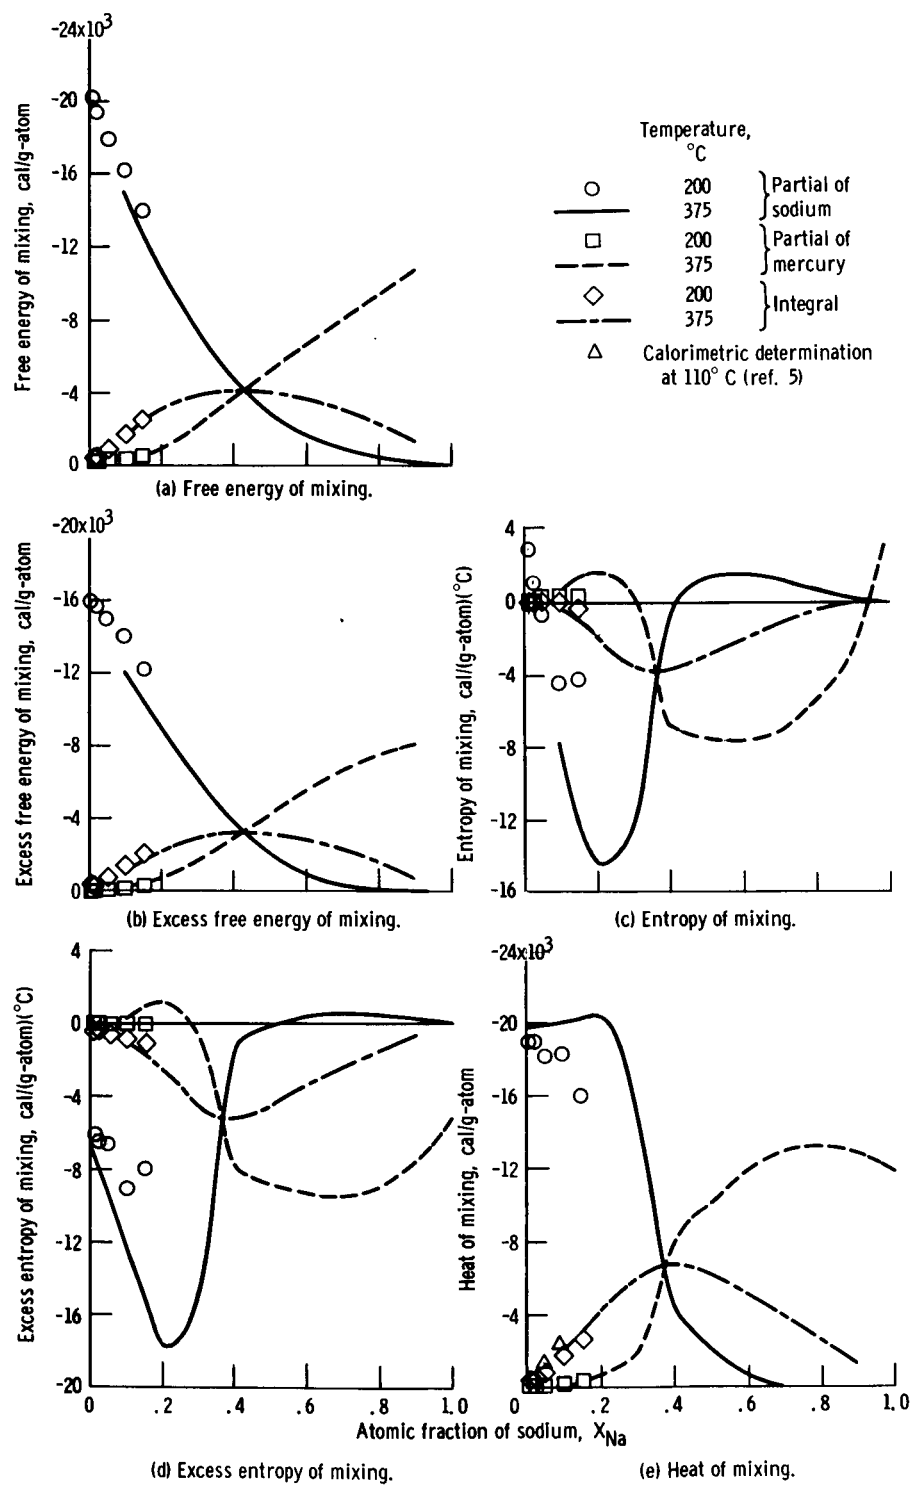 -24x10³
-20
-16
-12
-8
-4
0
Free energy of mixing, cal/g-atom
(a) Free energy of mixing.
Temperature,
°C
200
375
Partial of
sodium
200
375
Partial of
mercury
200
375
Integral
Calorimetric determination
at 110° C (ref. 5)
-20x10³
-16
-12
-8
-4
0
Excess free energy of mixing, cal/g-atom
(b) Excess free energy of mixing.
4
0
-4
-8
-12
-16
Entropy of mixing, cal/(g-atom)(°C)
(c) Entropy of mixing.
4
0
-4
-8
-12
-16
-20
Excess entropy of mixing, cal/(g-atom)(°C)
0 .2 .4 .6 .8 1.0
-24x10³
-20
-16
-12
-8
-4
0 .2 .4 .6 .8 1.0
Heat of mixing, cal/g-atom
Atomic fraction of sodium, X_Na
(d) Excess entropy of mixing.
(e) Heat of mixing.